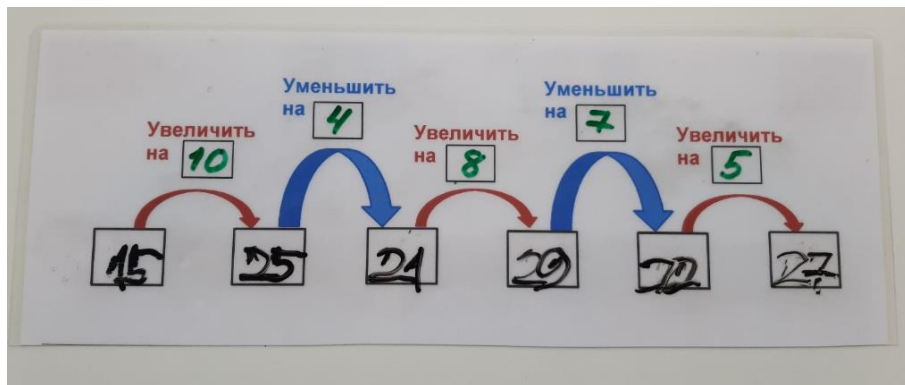 Увеличить
на 10
Уменьшить
на 4
Увеличить
на 8
Уменьшить
на 7
Увеличить
на 5
15 25 21 29 22 27